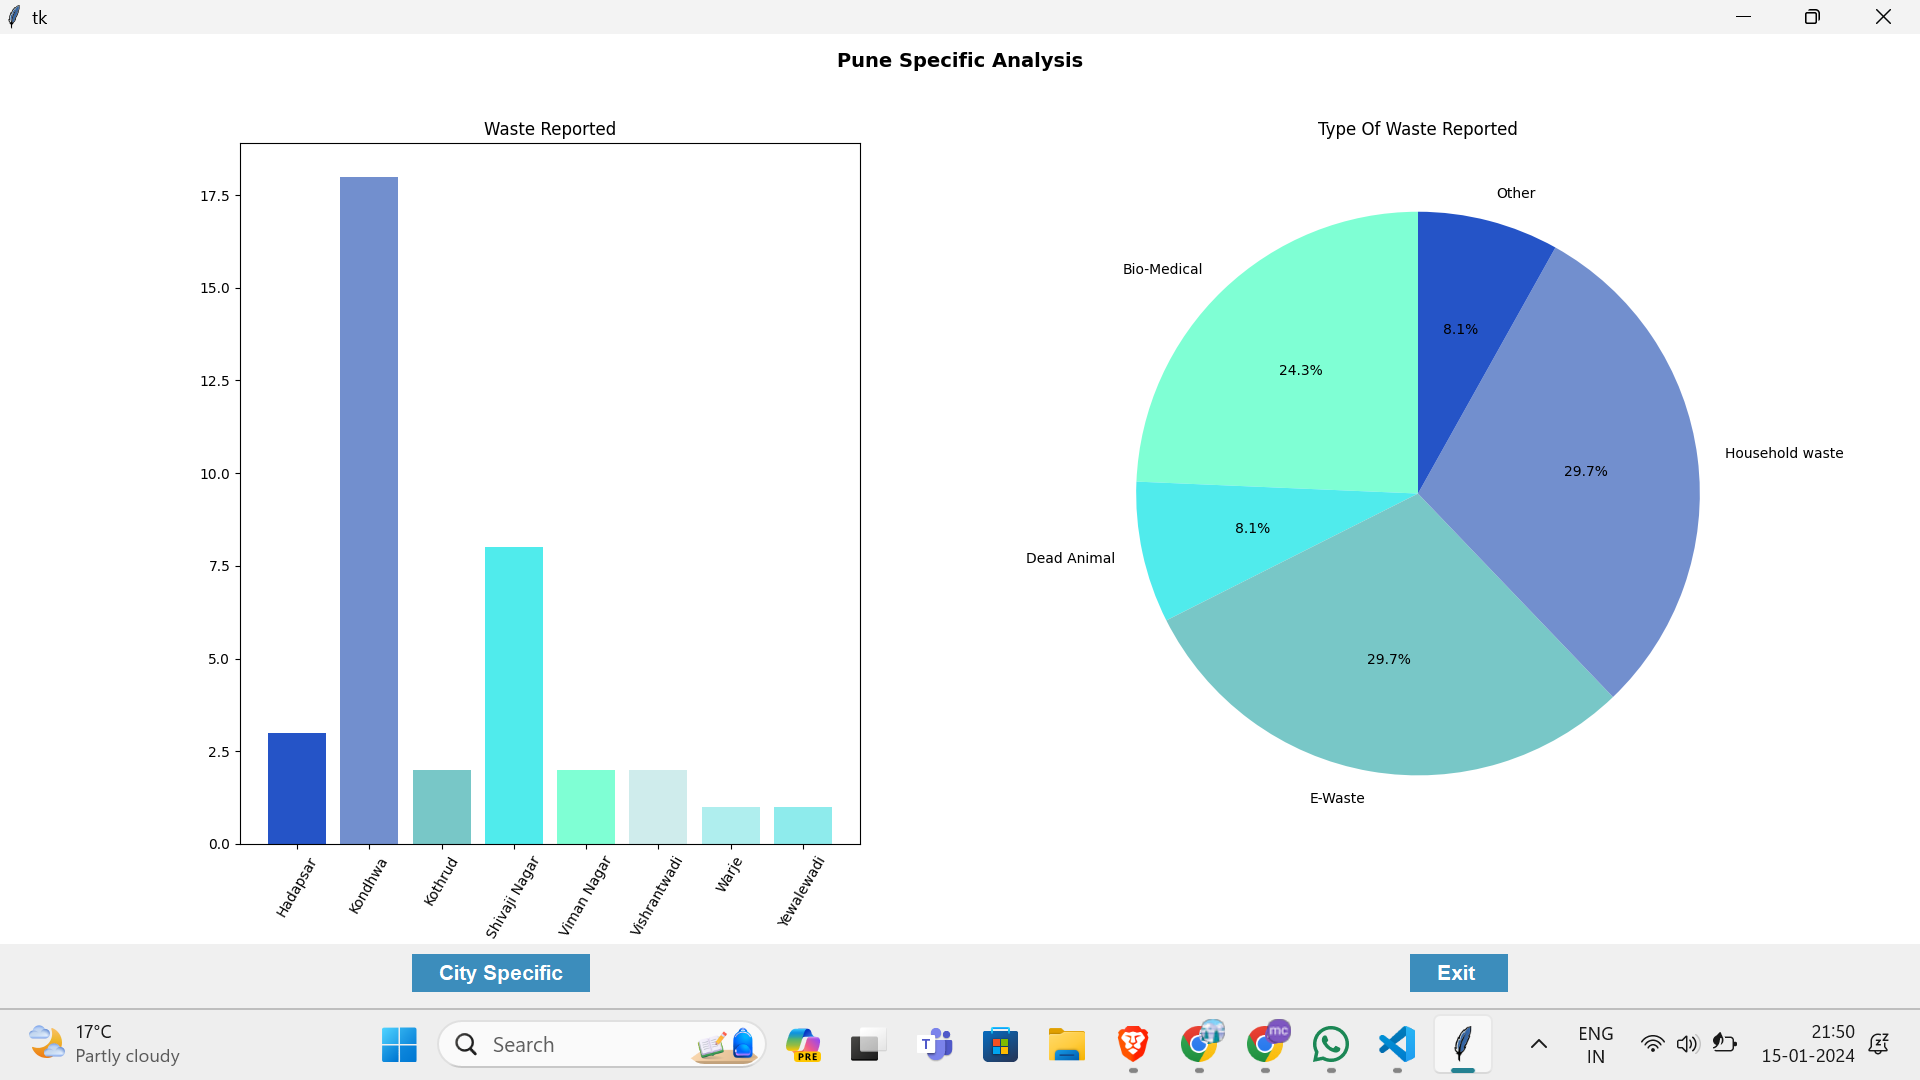 tk
Pune Specific Analysis
Waste Reported
17.5
15.0
12.5
10.0
7.5
5.0
2.5
0.0
Hadapsar
Kondhwa
Kothrud
Shivaji Nagar
Viman Nagar
Vishrantwadi
Warje
Yewalewadi
Type Of Waste Reported
Other
Bio-Medical
8.1%
24.3%
Household waste
29.7%
8.1%
Dead Animal
29.7%
E-Waste
City Specific
Exit
17°C
Partly cloudy
Search
PRE
T
mc
ENG
IN
21:50
15-01-2024